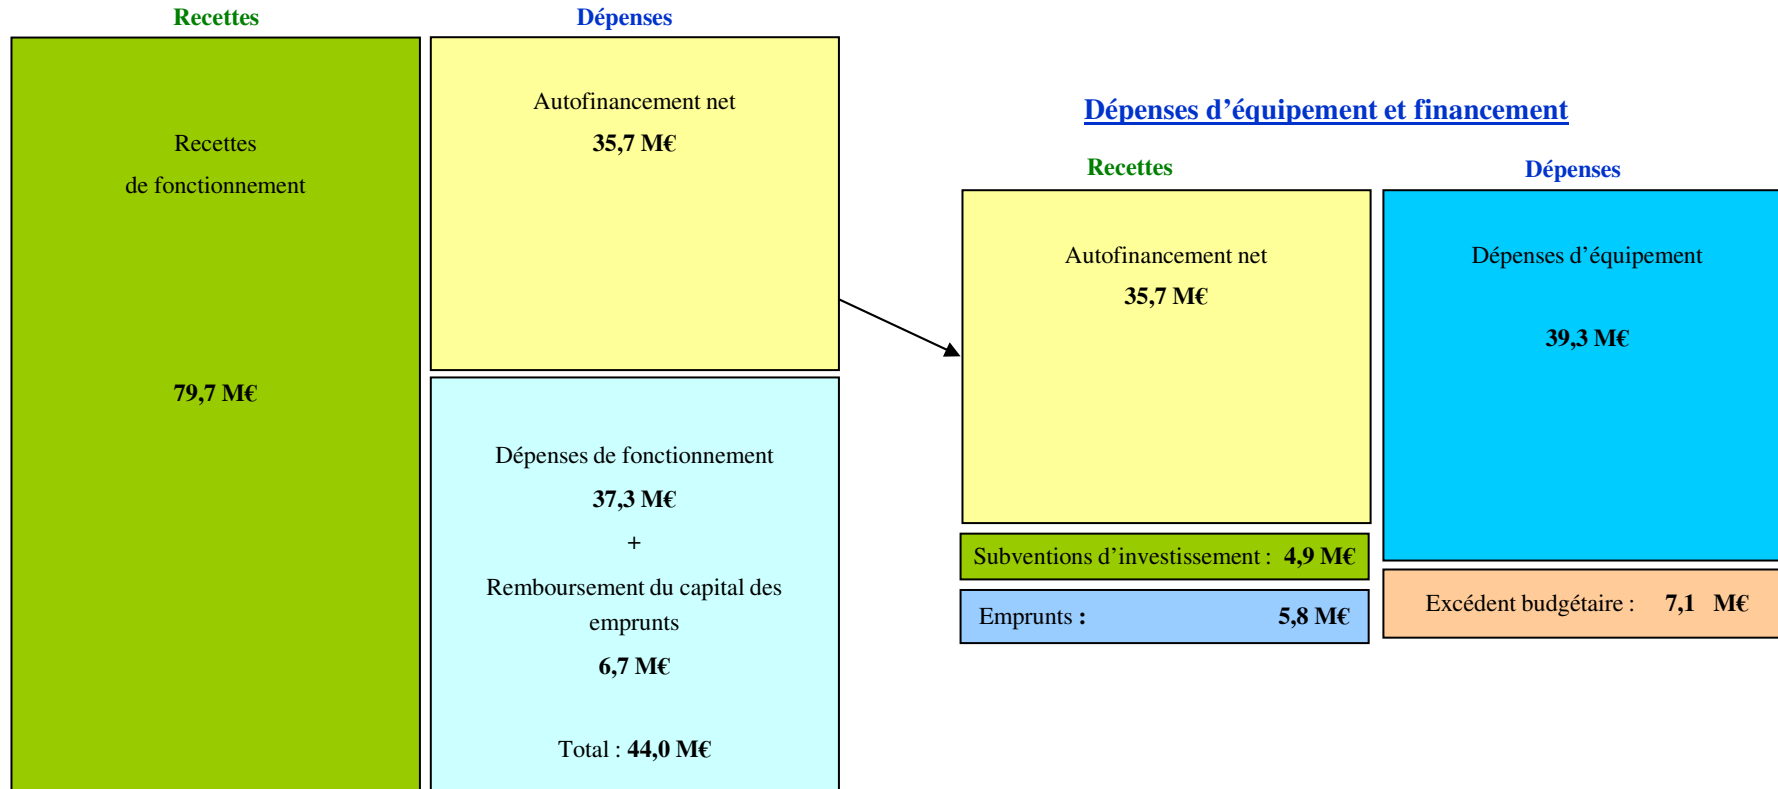 Recettes
Dépenses
Recettes
de fonctionnement
79,7 M€
Autofinancement net
35,7 M€
Dépenses de fonctionnement
37,3 M€
+
Remboursement du capital des
emprunts
6,7 M€
Total : 44,0 M€
Dépenses d’équipement et financement
Recettes
Dépenses
Autofinancement net
35,7 M€
Subventions d’investissement : 4,9 M€
Emprunts : 5,8 M€
Dépenses d’équipement
39,3 M€
Excédent budgétaire : 7,1 M€